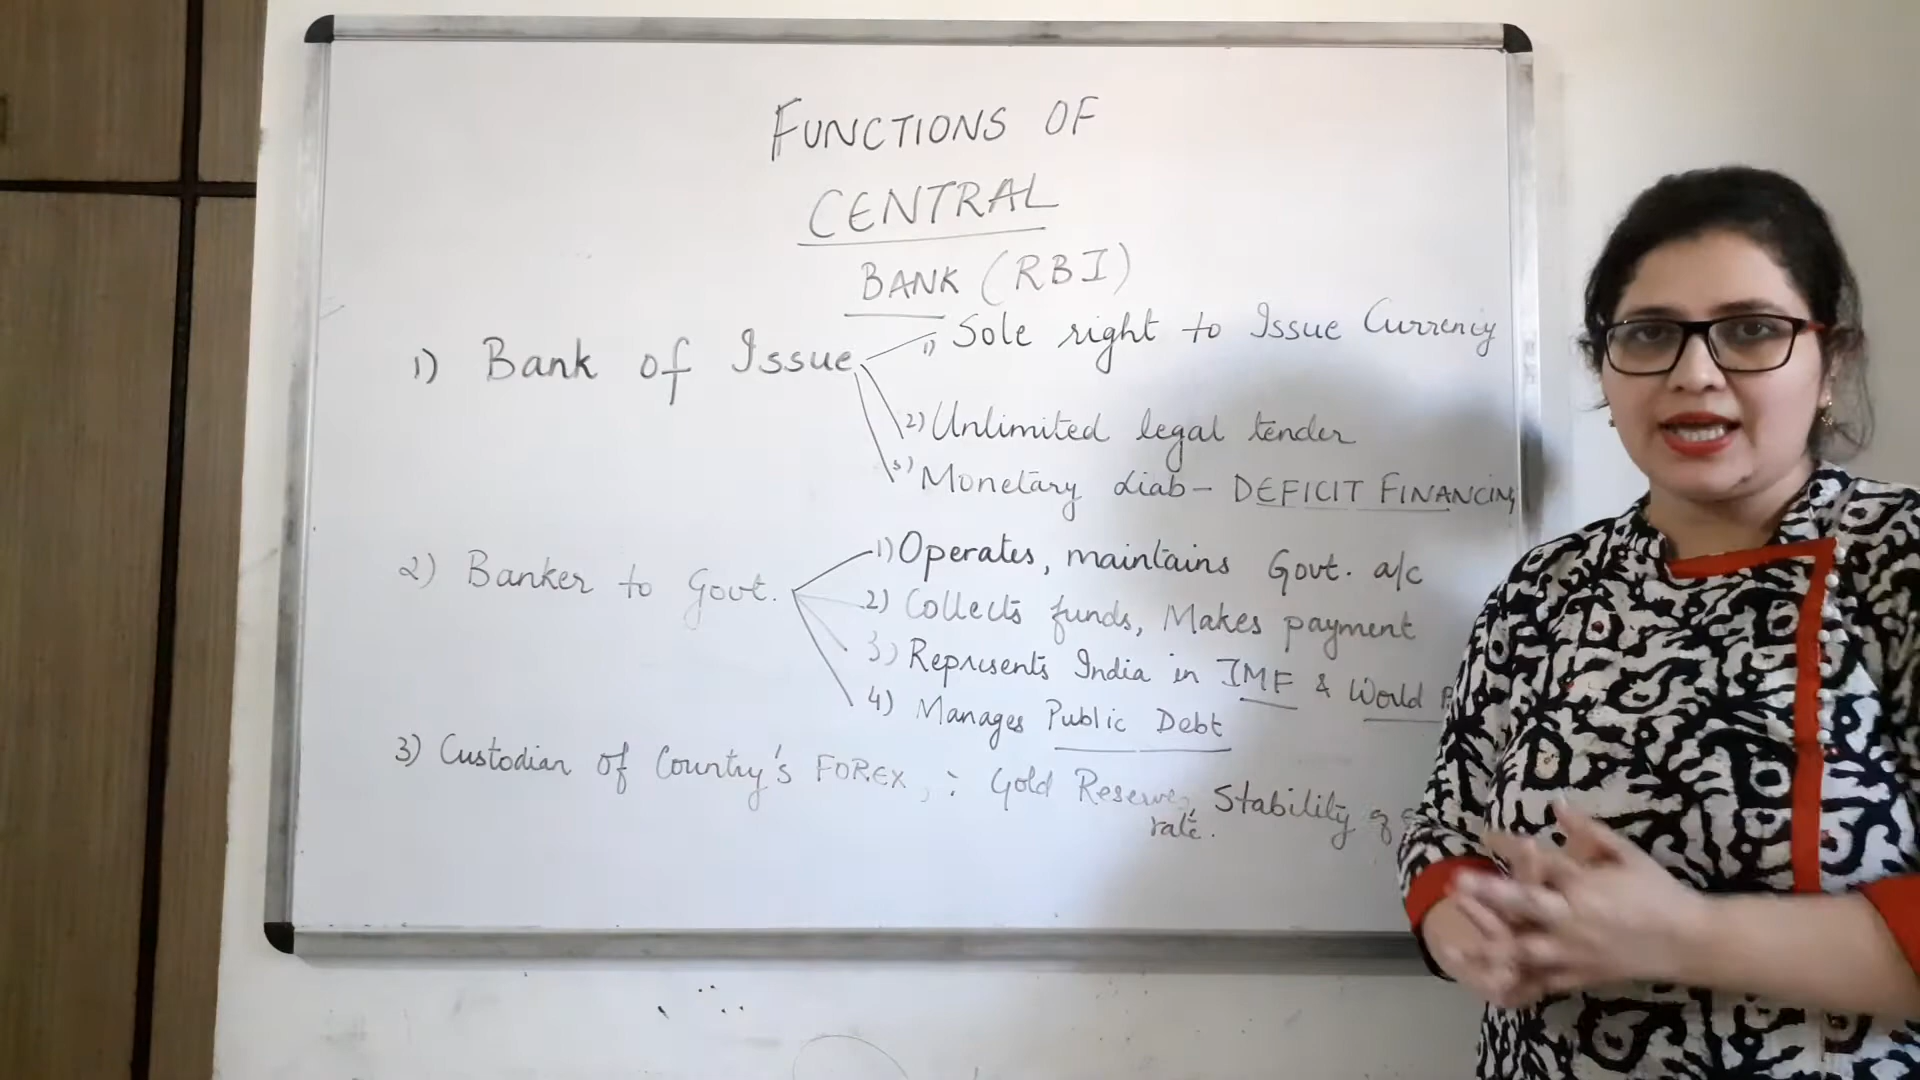 FUNCTIONS OF
CENTRAL
BANK (RBI)
1) Bank of Issue
1) Sole right to Issue Currency
2) Unlimited legal tender
3) Monetary Liab - DEFICIT FINANCING
2) Banker to Govt.
1) Operates, maintains Govt. a/c
2) Collects funds, Makes payment
3) Represents India in IMF & World
4) Manages Public Debt
3) Custodian of Country's FOREX, : Gold Reserves, Stability of
rate.